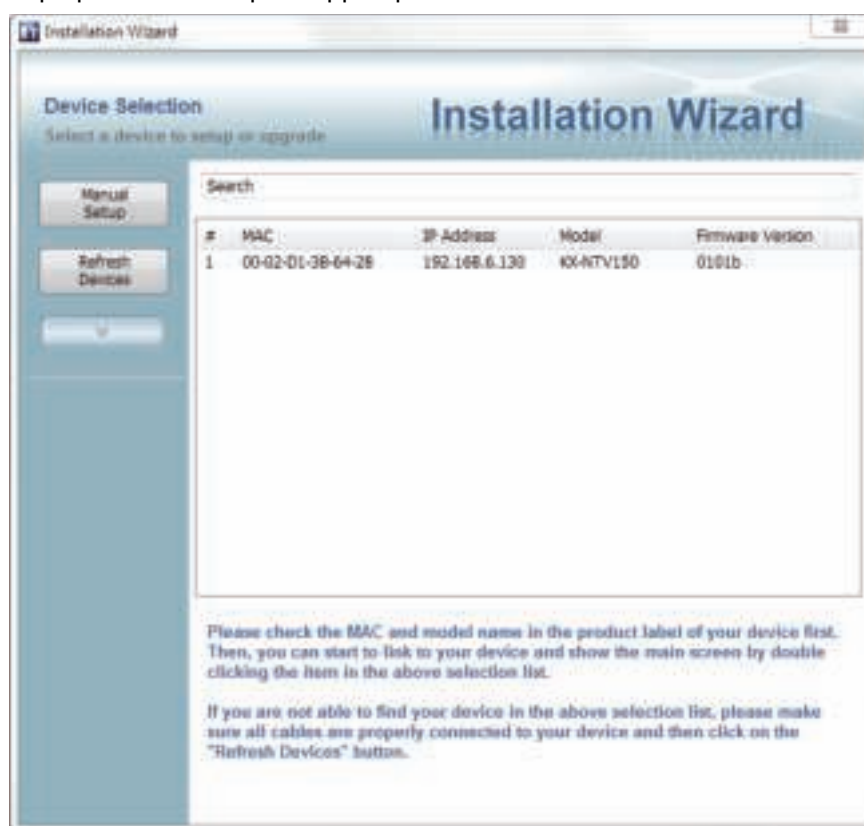 Installation Wizard
Device Selection
Select a device to setup or upgrade
Installation Wizard
Manual
Setup
Refresh
Devices
Search
# MAC IP Address Model Firmware Version
1 00-02-D1-3B-64-28 192.168.6.130 KX-NTV150 0101b
Please check the MAC and model name in the product label of your device first.
Then, you can start to link to your device and show the main screen by double
clicking the item in the above selection list.
If you are not able to find your device in the above selection list, please make
sure all cables are properly connected to your device and then click on the
"Refresh Devices" button.